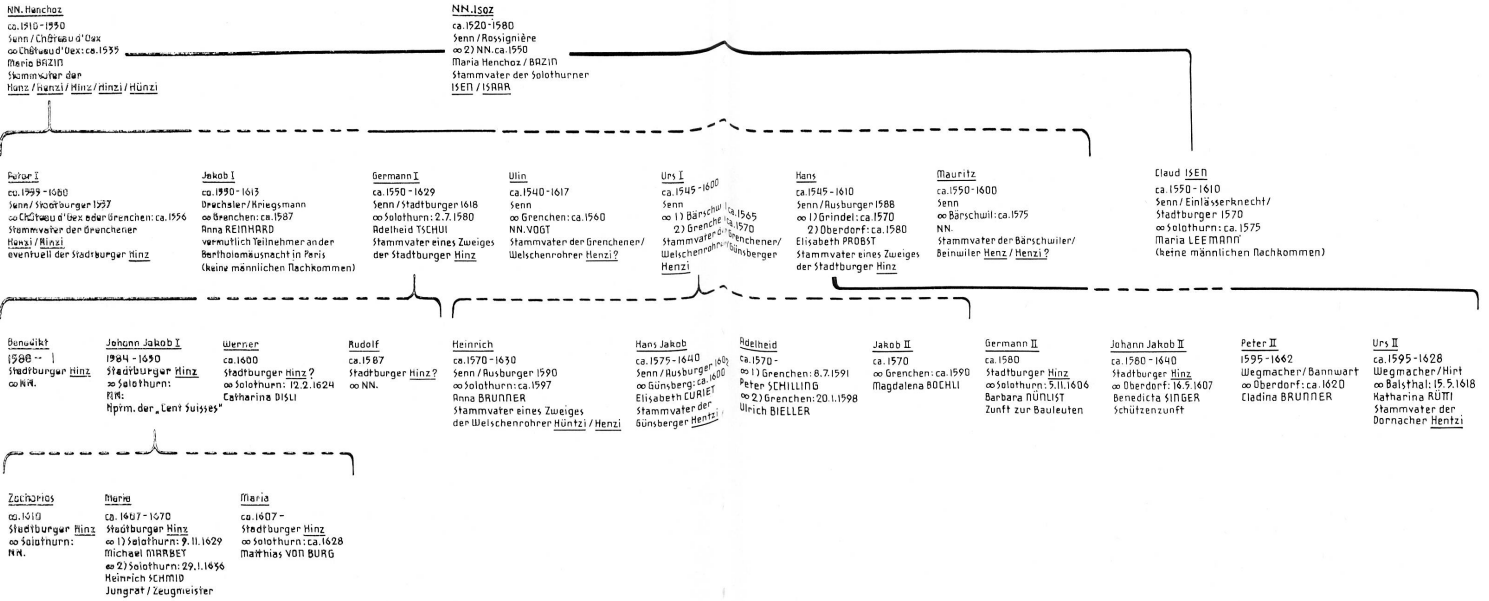 NN. Henchoz
ca. 1510-1550
Senn / Château d'Oex
∞ Château d'Oex: ca. 1535
Maria BAZIN
Stammvater der
Henz / Henzi / Hinz / Hinzi / Hünzi
NN. Isoz
ca. 1520-1580
Senn / Rossignière
∞ 2) NN. ca. 1550
Maria Henchoz / BAZIN
Stammvater der Solothurner
ISEN / ISAAR
Peter I
Senn / Stadtburger 1557
∞ Château d'Oex oder Grenchen: ca. 1556
Stammvater der Grenchener
Henzi / Hinzi
eventuell der Stadtburger Hinz
Jakob I
ca. 1550-1613
Drechsler / Kriegsmann
∞ Grenchen: ca. 1587
Anna REINHARD
vermutlich Teilnehmer an der
Bartholomäusnacht in Paris
(keine männlichen Nachkommen)
Germann I
ca. 1550-1629
Senn / Stadtburger 1618
∞ Solothurn: 2.7.1580
Adelheid TSCHUI
Stammvater eines Zweiges
der Stadtburger Hinz
Ulin
ca. 1540-1617
Senn
∞ Grenchen: ca. 1560
NN. VOGT
Stammvater der Grenchener/
Welschenrohrer Henzi?
Urs I
ca. 1545-1600
Senn
∞ 1) Bärschwil ca. 1565
2) Grenchen ca. 1570
Stammvater der Grenchener/
Welschenrohrer/Günsberger
Henzi
Hans
ca. 1545-1610
Senn / Ausburger 1588
∞ 1) Grindel: ca. 1570
2) Oberdorf: ca. 1580
Elisabeth PROBST
Stammvater eines Zweiges
der Stadtburger Hinz
Mauritz
ca. 1550-1600
Senn
∞ Bärschwil: ca. 1575
NN.
Stammvater der Bärschwiler/
Beinwiler Henz / Henzi?
Claud ISEN
ca. 1550-1610
Senn / Einlässerknecht/
Stadtburger 1570
∞ Solothurn: ca. 1575
Maria LEEMANN
(keine männlichen Nachkommen)
Benedikt
1580 --
Stadtburger Hinz
∞ NN.
Johann Jakob I
1584-1650
Stadtburger Hinz
∞ Solothurn:
NN:
Hptm. der „Cent Suisses"
Werner
ca. 1600
Stadtburger Hinz?
∞ Solothurn: 12.2.1624
Catharina DISLI
Rudolf
ca. 1587
Stadtburger Hinz?
∞ NN.
Heinrich
ca. 1570-1630
Senn / Ausburger 1590
∞ Solothurn: ca. 1597
Anna BRUNNER
Stammvater eines Zweiges
der Welschenrohrer Hüntzi / Henzi
Hans Jakob
ca. 1575-1640
Senn / Ausburger 1605
∞ Günsberg: ca. 1600
Elisabeth CURIET
Stammvater der
Günsberger Hentzi
Adelheid
ca. 1570-
∞ 1) Grenchen: 8.7.1591
Peter SCHILLING
∞ 2) Grenchen: 20.1.1598
Ulrich BIELLER
Jakob II
ca. 1570
∞ Grenchen: ca. 1590
Magdalena BÖCHLI
Germann II
ca. 1580
Stadtburger Hinz
∞ Solothurn: 5.11.1606
Barbara NÜNLIST
Zunft zur Bauleuten
Johann Jakob II
ca. 1580-1640
Stadtburger Hinz
∞ Oberdorf: 16.5.1607
Benedicta SINGER
Schützenzunft
Peter II
1595-1662
Wegmacher / Bannwart
∞ Oberdorf: ca. 1620
Cladina BRUNNER
Urs II
ca. 1595-1628
Wegmacher / Hirt
∞ Balsthal: 15.5.1618
Katharina RÜTTI
Stammvater der
Dornacher Hentzi
Zacharias
ca. 1610
Stadtburger Hinz
∞ Solothurn:
NN.
Maria
ca. 1607-1670
Stadtburger Hinz
∞ 1) Solothurn: 9.11.1629
Michael MARBET
∞ 2) Solothurn: 29.1.1636
Heinrich SCHMID
Jungrat / Zeugmeister
Maria
ca. 1607-
Stadtburger Hinz
∞ Solothurn: ca. 1628
Matthias VON BURG